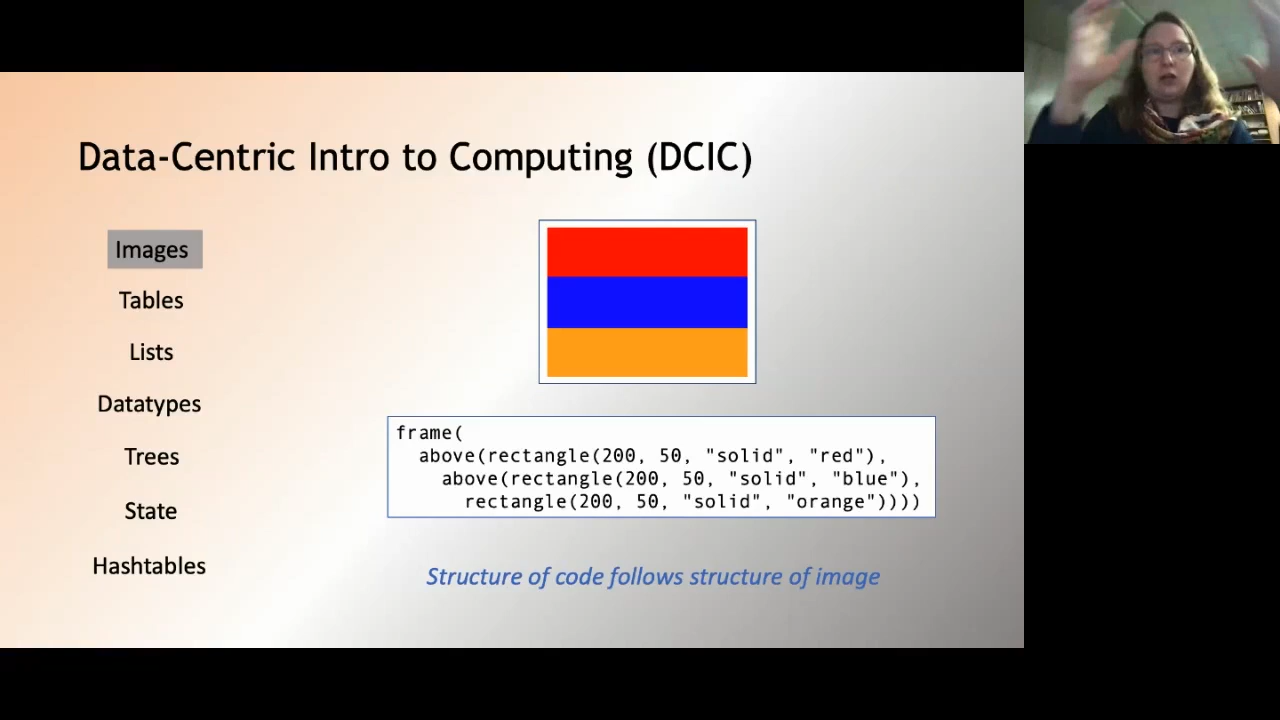 Data-Centric Intro to Computing (DCIC)
Images
Tables
Lists
Datatypes
Trees
State
Hashtables
frame(
above(rectangle(200, 50, "solid", "red"),
above(rectangle(200, 50, "solid", "blue"),
rectangle(200, 50, "solid", "orange"))))
Structure of code follows structure of image